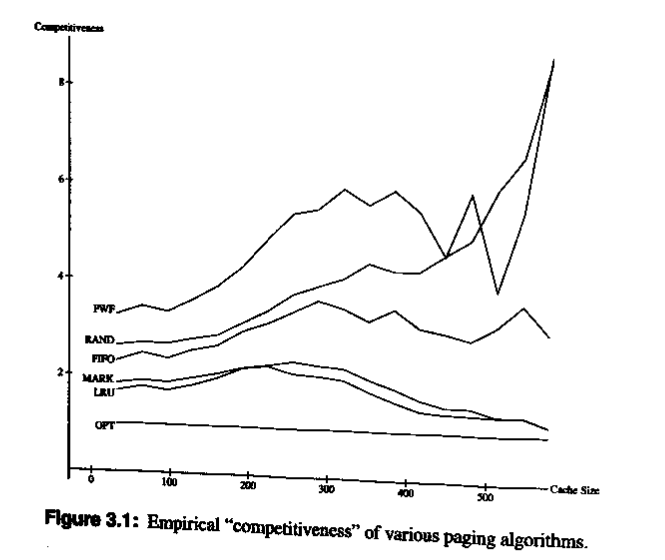 Competitiveness
8
6
4
FWF
RAND
FIFO
2
MARK
LRU
OPT
0 100 200 300 400 500 Cache Size
Figure 3.1: Empirical "competitiveness" of various paging algorithms.